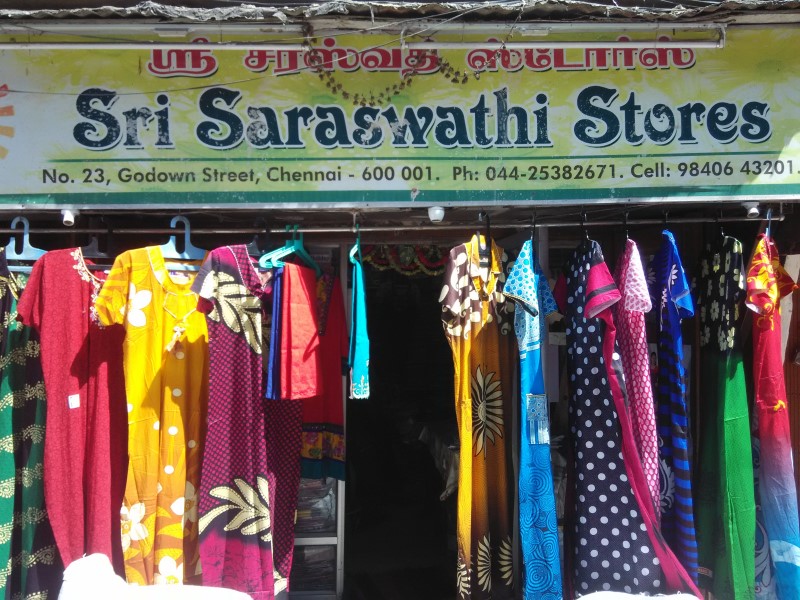 ஸ்ரீ சரஸ்வதி ஸ்டோர்ஸ்
Sri Saraswathi Stores
No. 23, Godown Street, Chennai - 600 001. Ph: 044-25382671. Cell: 98406 43201.